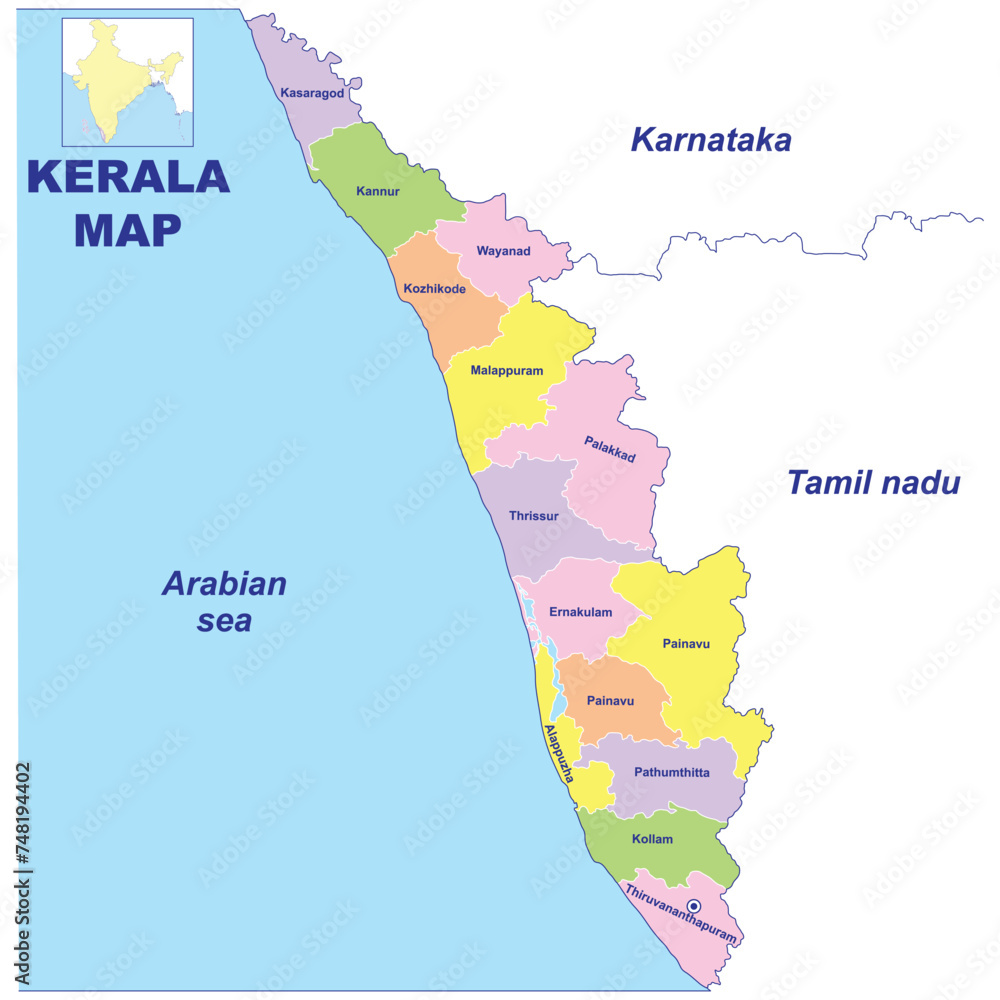 KERALA
MAP
Kasaragod
Karnataka
Kannur
Wayanad
Kozhikode
Malappuram
Palakkad
Tamil nadu
Thrissur
Arabian
sea
Ernakulam
Painavu
Painavu
Alappuzha
Pathumthitta
Kollam
Thiruvananthapuram
Adobe Stock | #748194402